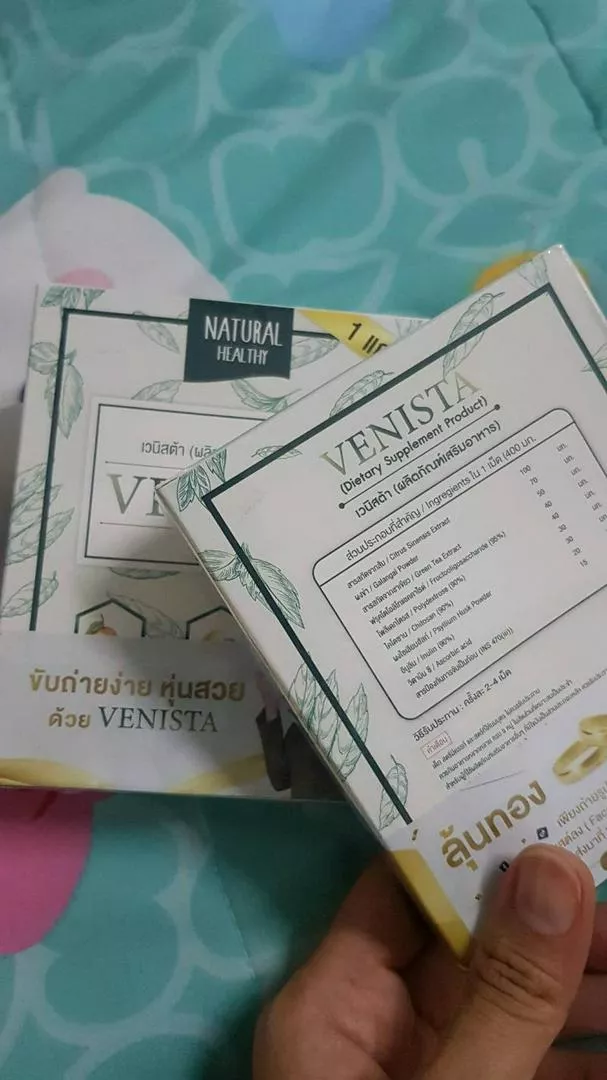 NATURAL
HEALTHY
1 แถ
เวนิสต้า (ผลิ
VE
ขับถ่ายง่าย หุ่นสวย
ด้วย VENISTA
VENISTA
(Dietary Supplement Product)
เวนิสต้า (ผลิตภัณฑ์เสริมอาหาร)
ส่วนประกอบที่สำคัญ / Ingregients ใน 1 เม็ด (400 มก.
สารสกัดจากส้ม / Citrus Sinensis Extract 100 มก.
ผงข่า / Galangal Powder 70 มก.
สารสกัดจากชาเขียว / Green Tea Extract 50 มก.
ฟรุคโตโอลิโกแซคคาไรด์ / Fructooligosaccharide (95%) 40 มก.
โพลีเดกซ์โตรส / Polydextrose (90%) 40 มก.
ไคโตซาน / Chitosan (90%) 30 มก.
ผงไซเลียมฮัสค์ / Psyllium Husk Powder 30 มก.
อินูลิน / Inulin (90%) 20 มก.
วิตามิน ซี / Ascorbic acid 15
สารป้องกันการจับเป็นก้อน (INS 470(iii))
วิธีรับประทาน : ครั้งละ 2-4 เม็ด
คำเตือน
ลุ้นทอง
เพียงถ่ายรูป